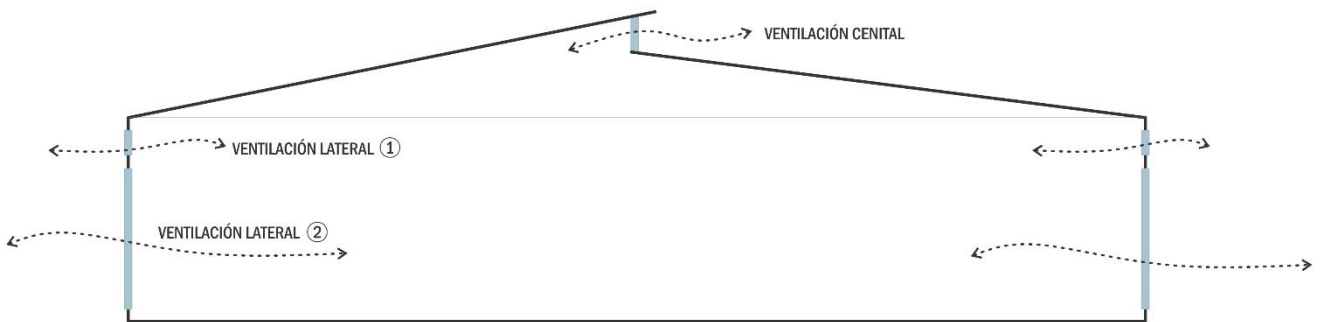 VENTILACIÓN CENITAL
VENTILACIÓN LATERAL ①
VENTILACIÓN LATERAL ②